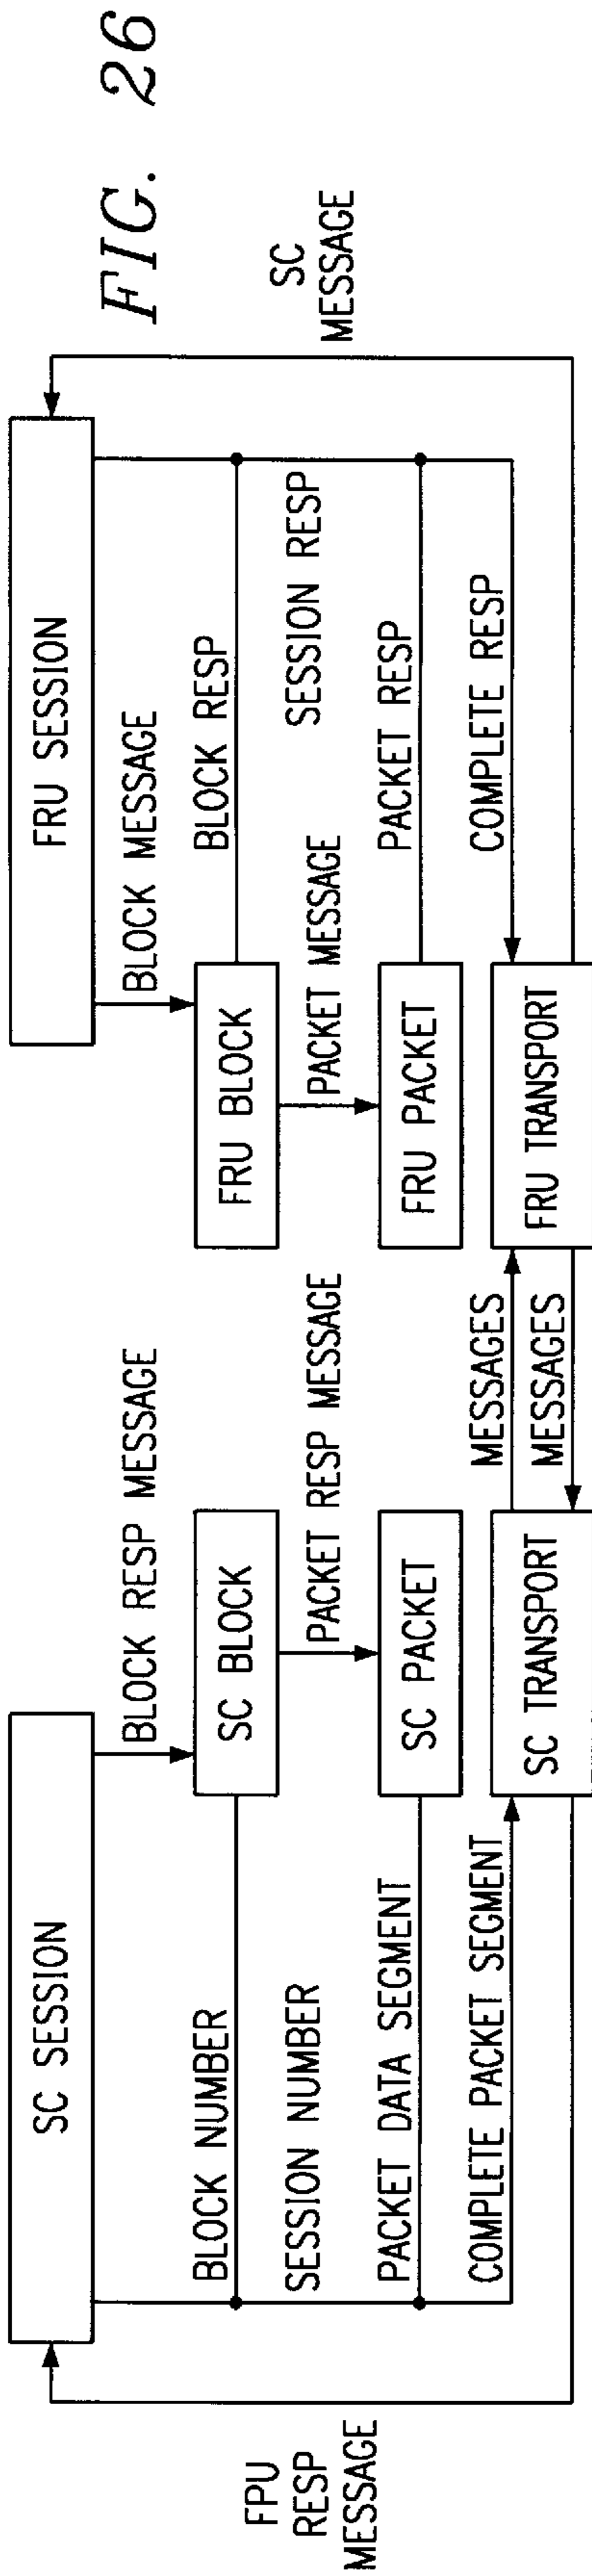 FIG. 26
SC SESSION
FRU SESSION
BLOCK RESP MESSAGE
BLOCK MESSAGE
BLOCK NUMBER
SC BLOCK
FRU BLOCK
BLOCK RESP
FPU
RESP
MESSAGE
SESSION NUMBER
PACKET RESP MESSAGE
PACKET MESSAGE
SESSION RESP
SC
MESSAGE
PACKET DATA SEGMENT
SC PACKET
FRU PACKET
PACKET RESP
COMPLETE PACKET SEGMENT
SC TRANSPORT
MESSAGES
MESSAGES
FRU TRANSPORT
COMPLETE RESP